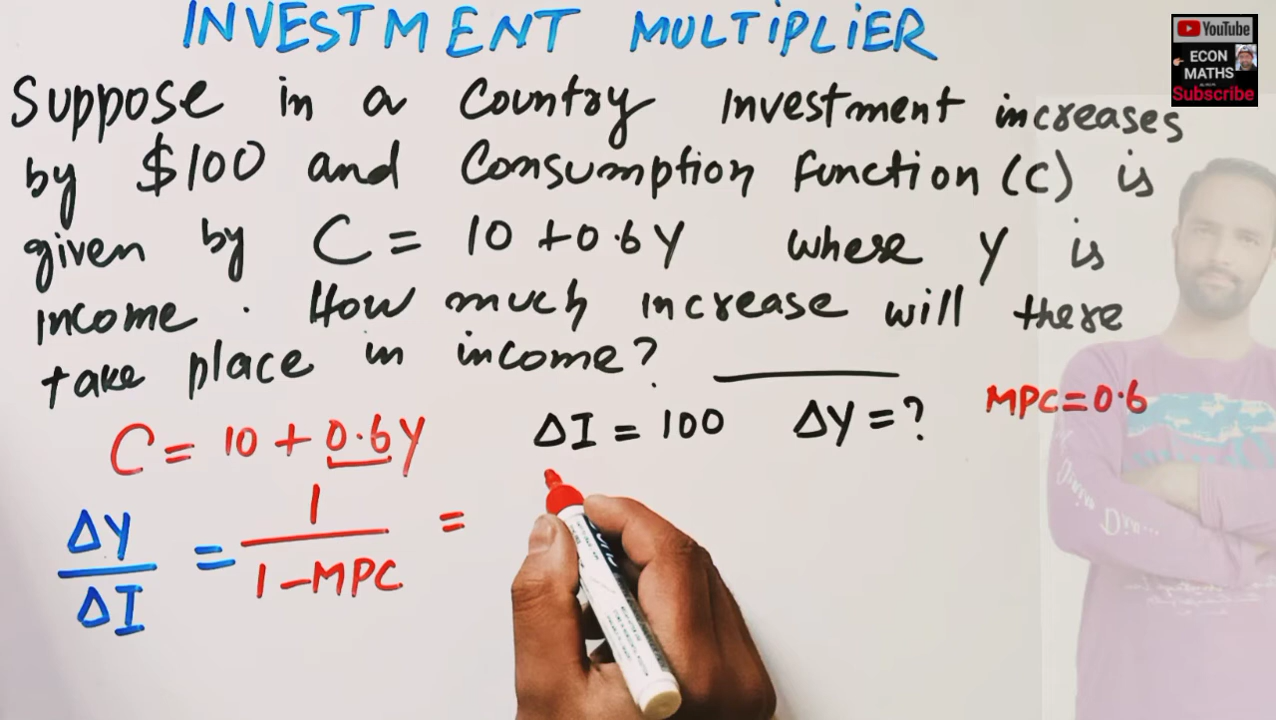 INVESTMENT MULTIPLIER
YouTube
ECON
MATHS
Subscribe
Suppose in a Country Investment increases
by $100 and Consumption Function (C) is
given by C = 10 + 0.6Y where Y is
income. How much increase will there
take place in income?
MPC = 0.6
C = 10 + 0.6Y ΔI = 100 ΔY = ?
ΔY/ΔI = 1/1-MPC =